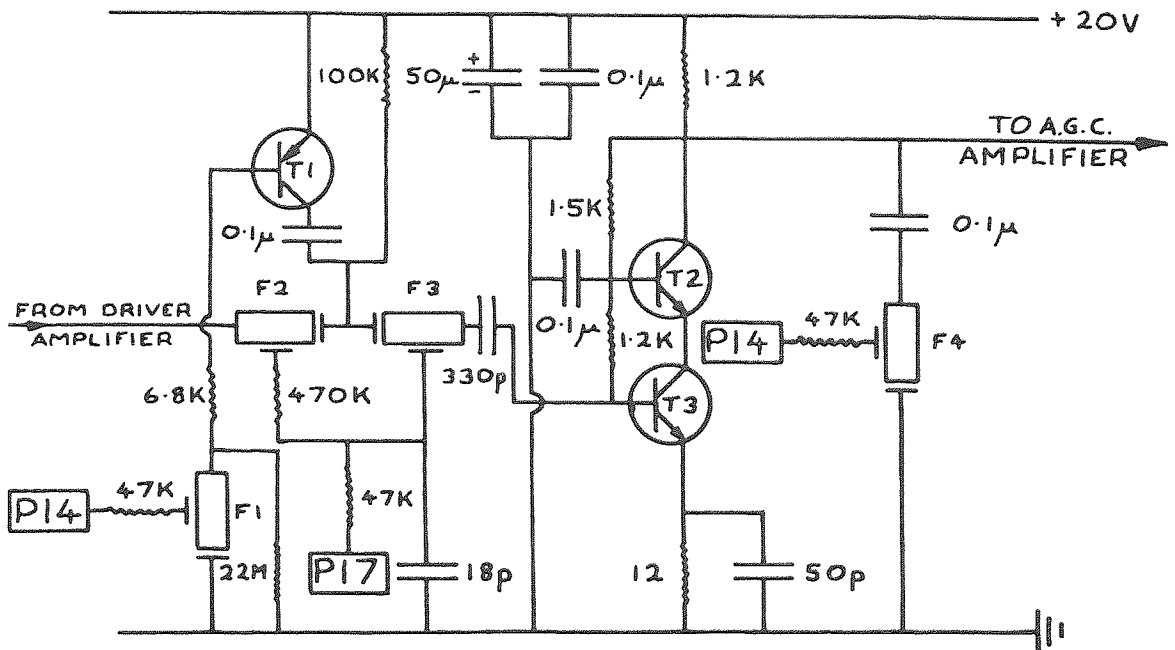 + 20V
100K
50µ
+
-
0·1µ
1·2K
TO A.G.C.
AMPLIFIER
T1
0·1µ
1·5K
0·1µ
F2
F3
T2
FROM DRIVER
AMPLIFIER
0·1µ
47K
P14
F4
1·2K
330p
6·8K
470K
T3
47K
P14
F1
47K
22M
P17
18p
12
50p